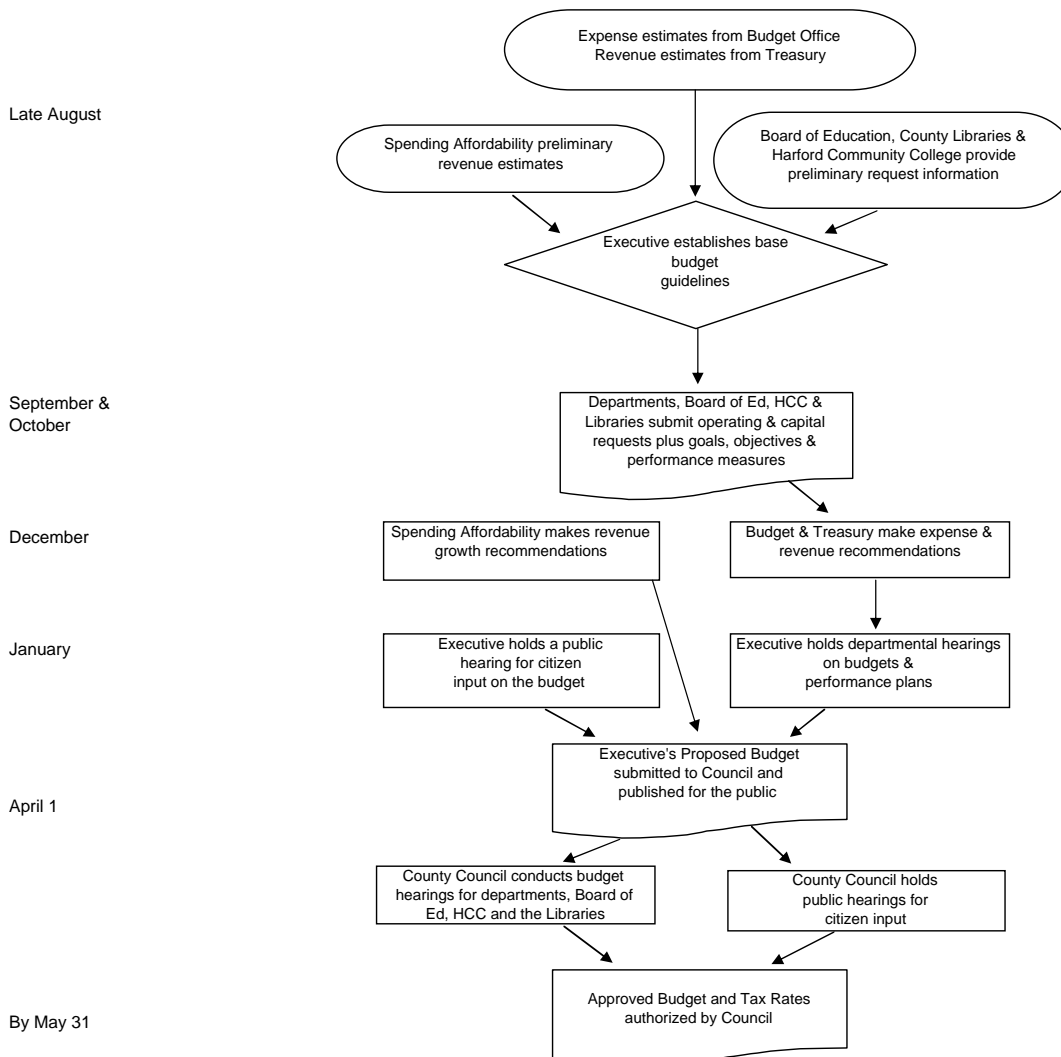 Expense estimates from Budget Office
Revenue estimates from Treasury
Late August
Spending Affordability preliminary
revenue estimates
Board of Education, County Libraries &
Harford Community College provide
preliminary request information
Executive establishes base
budget
guidelines
September &
October
Departments, Board of Ed, HCC &
Libraries submit operating & capital
requests plus goals, objectives &
performance measures
December
Spending Affordability makes revenue
growth recommendations
Budget & Treasury make expense &
revenue recommendations
January
Executive holds a public
hearing for citizen
input on the budget
Executive holds departmental hearings
on budgets &
performance plans
April 1
Executive's Proposed Budget
submitted to Council and
published for the public
County Council conducts budget
hearings for departments, Board of
Ed, HCC and the Libraries
County Council holds
public hearings for
citizen input
By May 31
Approved Budget and Tax Rates
authorized by Council